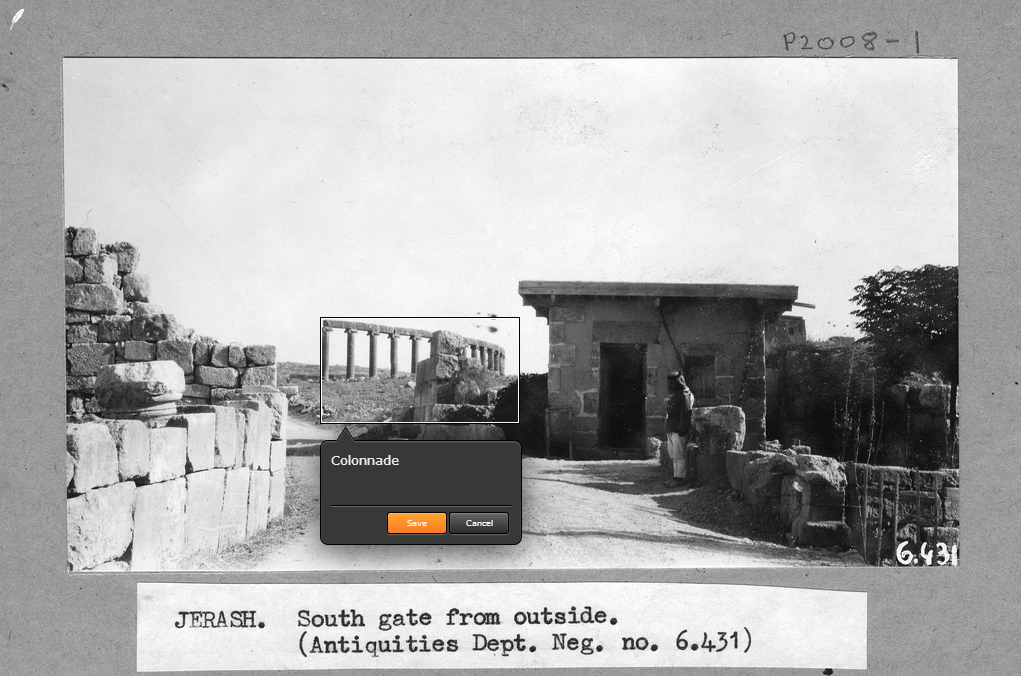 P2008-1
Colonnade
Save
Cancel
6.431
JERASH. South gate from outside.
(Antiquities Dept. Neg. no. 6.431)